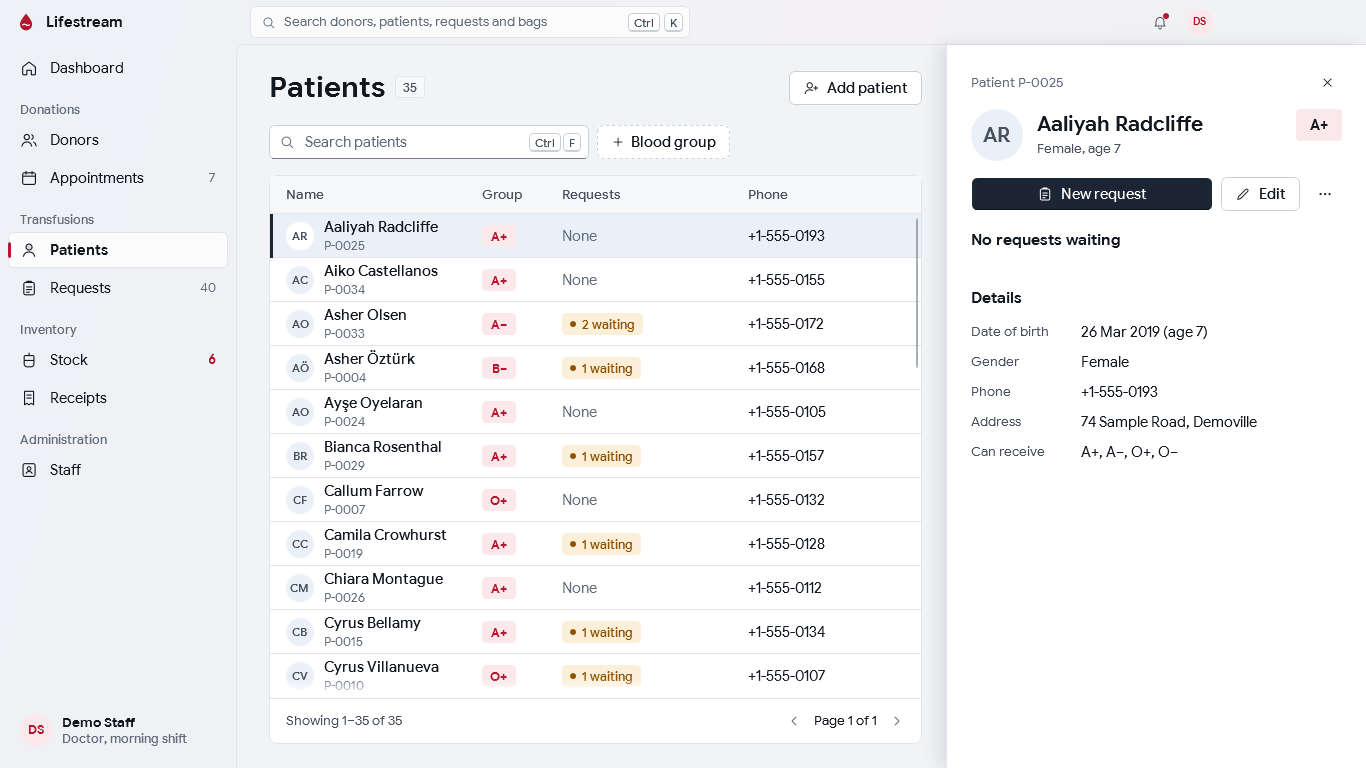 Lifestream
Search donors, patients, requests and bags
Ctrl K
DS
Dashboard
Donations
Donors
Appointments 7
Transfusions
Patients
Requests 40
Inventory
Stock 6
Receipts
Administration
Staff
DS
Demo Staff
Doctor, morning shift
Patients 35
Add patient
Search patients Ctrl F
+ Blood group
Name Group Requests Phone
AR Aaliyah Radcliffe P-0025 A+ None +1-555-0193
AC Aiko Castellanos P-0034 A+ None +1-555-0155
AO Asher Olsen P-0033 A− 2 waiting +1-555-0172
AÖ Asher Öztürk P-0004 B− 1 waiting +1-555-0168
AO Ayşe Oyelaran P-0024 A+ None +1-555-0105
BR Bianca Rosenthal P-0029 A+ 1 waiting +1-555-0157
CF Callum Farrow P-0007 O+ None +1-555-0132
CC Camila Crowhurst P-0019 A+ 1 waiting +1-555-0128
CM Chiara Montague P-0026 A+ None +1-555-0112
CB Cyrus Bellamy P-0015 A+ 1 waiting +1-555-0134
CV Cyrus Villanueva P-0010 O+ 1 waiting +1-555-0107
Showing 1–35 of 35
Page 1 of 1
Patient P-0025
AR
Aaliyah Radcliffe
Female, age 7
A+
New request
Edit
No requests waiting
Details
Date of birth 26 Mar 2019 (age 7)
Gender Female
Phone +1-555-0193
Address 74 Sample Road, Demoville
Can receive A+, A−, O+, O−